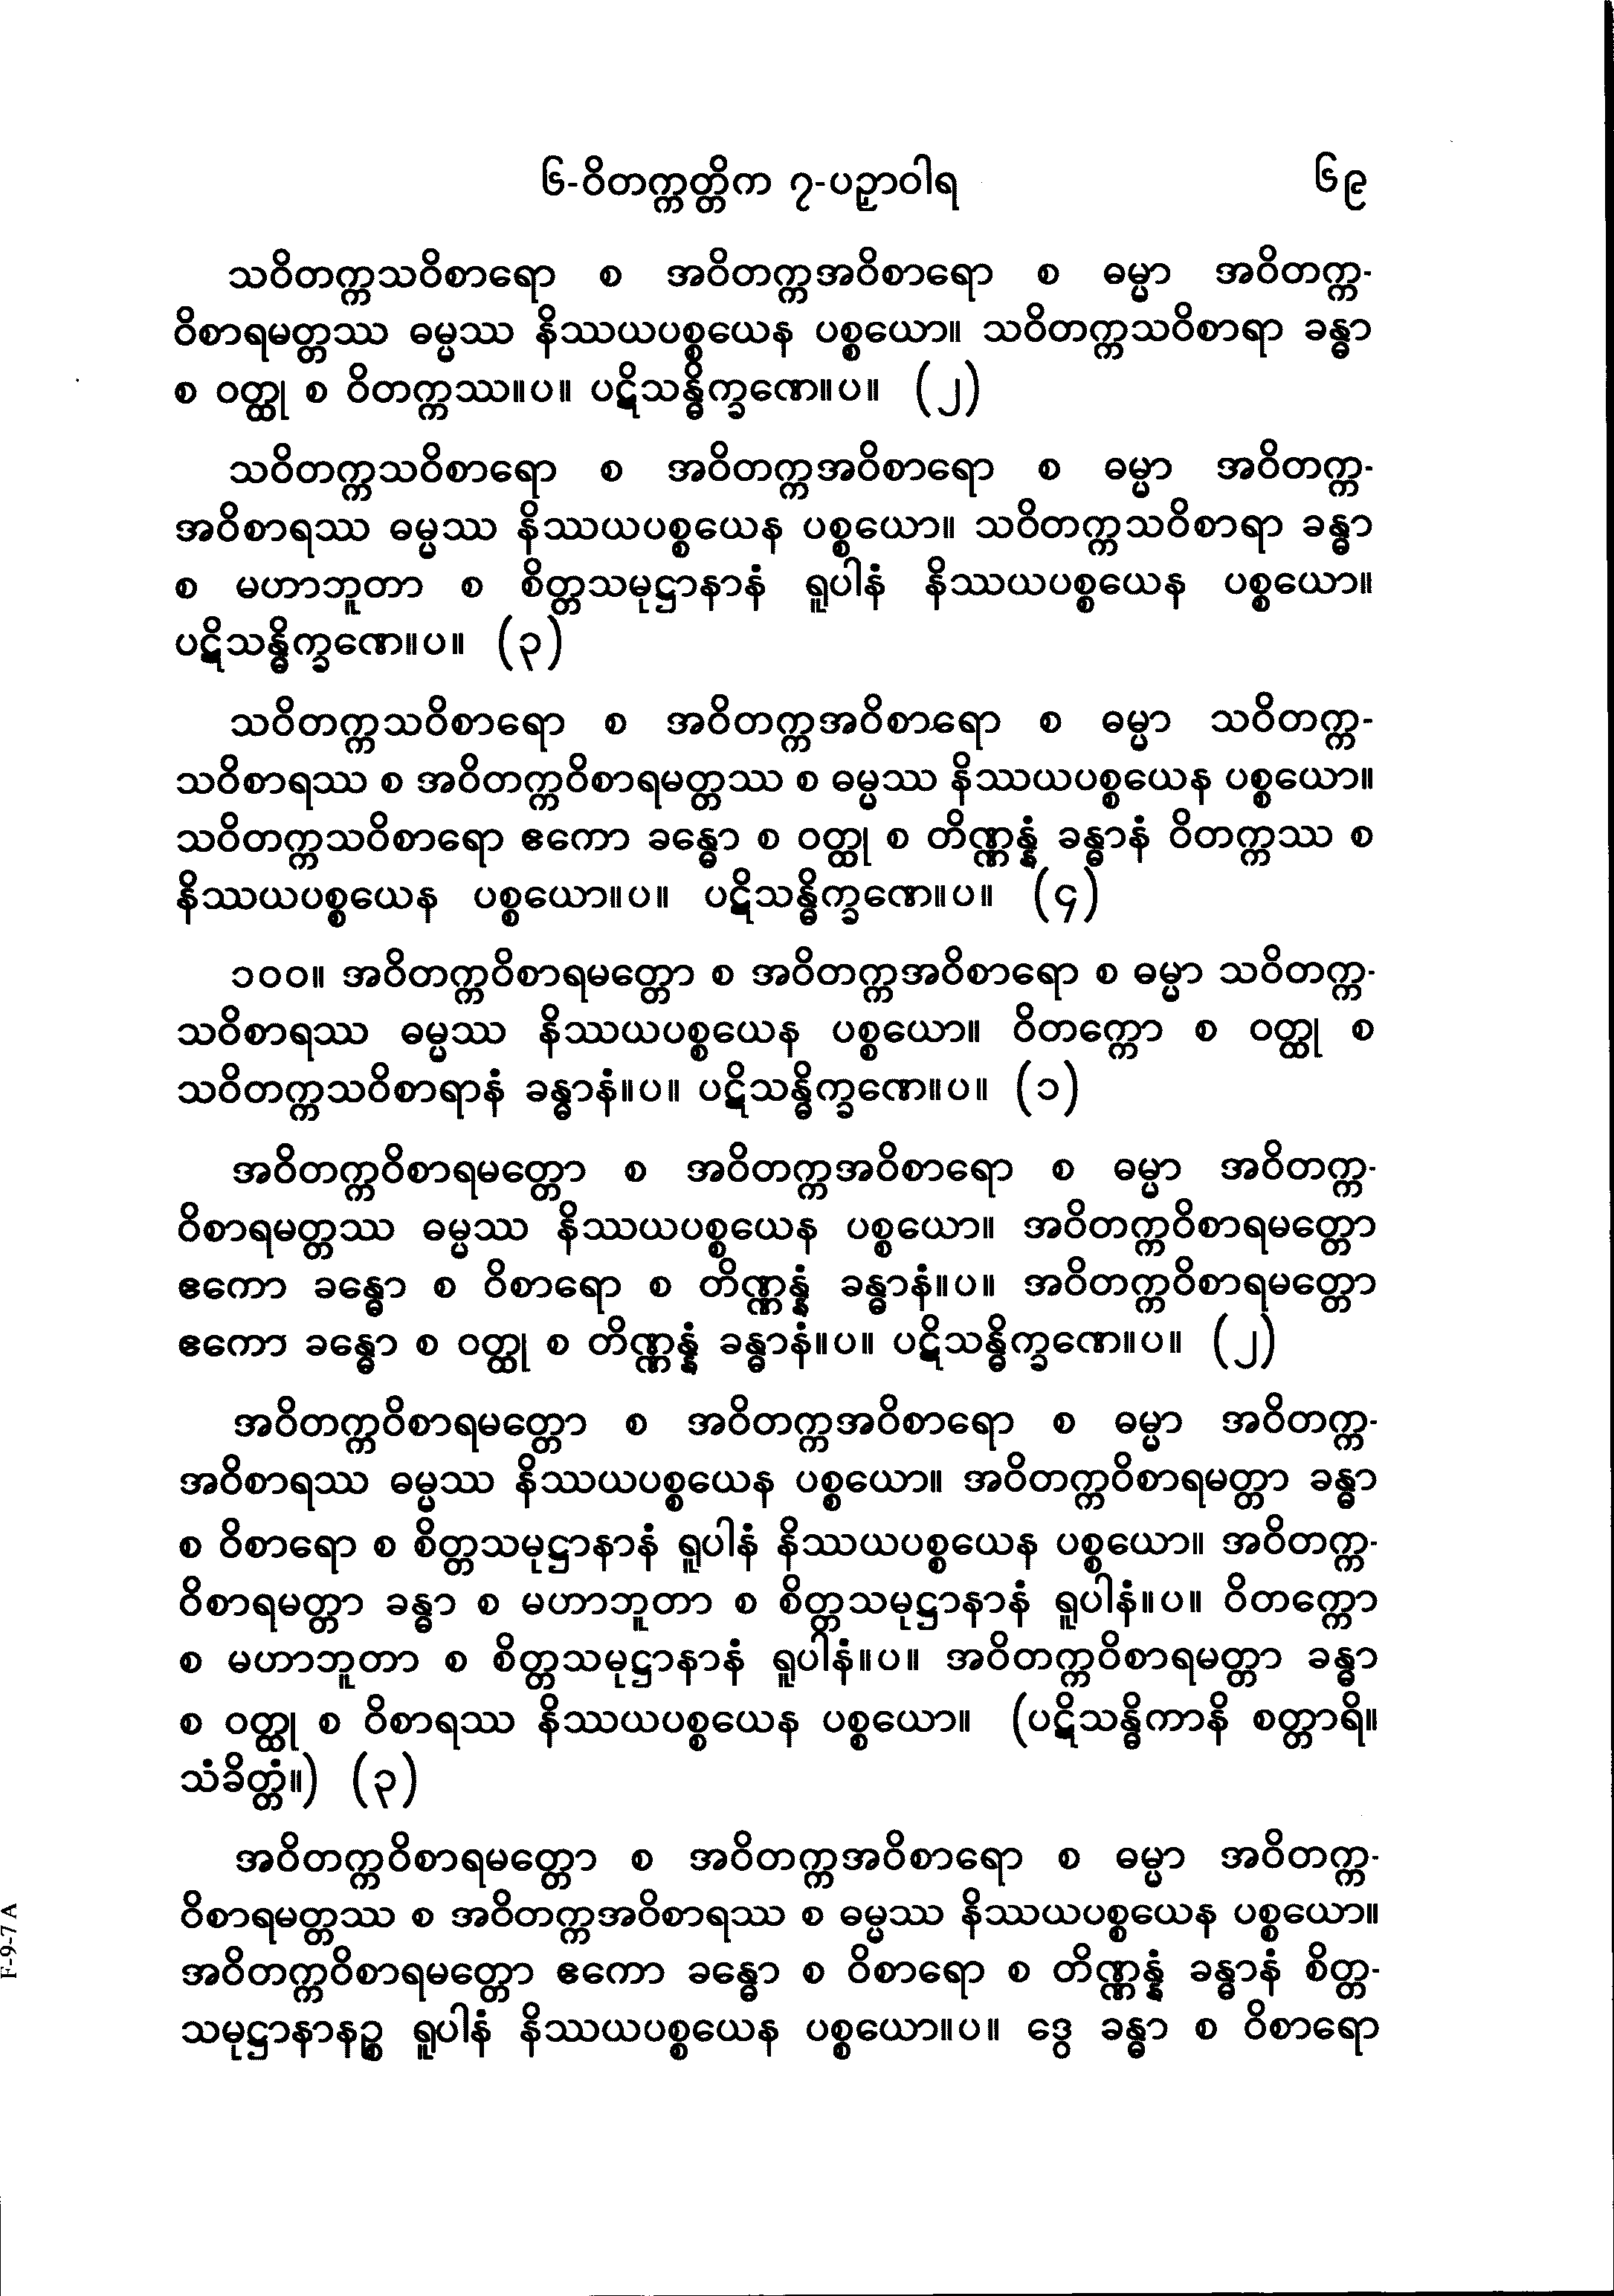 ၆-ဝိတက္ကတ္တိက ၇-ပဉှာဝါရ ၆၉
သဝိတက္ကသဝိစာရော စ အဝိတက္ကအဝိစာရော စ ဓမ္မာ အဝိတက္က-
ဝိစာရမတ္တဿ ဓမ္မဿ နိဿယပစ္စယေန ပစ္စယော။ သဝိတက္ကသဝိစာရာ ခန္ဓာ
စ ဝတ္ထု စ ဝိတက္ကဿ။ပ။ ပဋိသန္ဓိက္ခဏေ။ပ။ (၂)
သဝိတက္ကသဝိစာရော စ အဝိတက္ကအဝိစာရော စ ဓမ္မာ အဝိတက္က-
အဝိစာရဿ ဓမ္မဿ နိဿယပစ္စယေန ပစ္စယော။ သဝိတက္ကသဝိစာရာ ခန္ဓာ
စ မဟာဘူတာ စ စိတ္တသမုဋ္ဌာနာနံ ရူပါနံ နိဿယပစ္စယေန ပစ္စယော။
ပဋိသန္ဓိက္ခဏေ။ပ။ (၃)
သဝိတက္ကသဝိစာရော စ အဝိတက္ကအဝိစာရော စ ဓမ္မာ သဝိတက္က-
သဝိစာရဿ စ အဝိတက္ကဝိစာရမတ္တဿ စ ဓမ္မဿ နိဿယပစ္စယေန ပစ္စယော။
သဝိတက္ကသဝိစာရော ဧကော ခန္ဓော စ ဝတ္ထု စ တိဏ္ဏန္နံ ခန္ဓာနံ ဝိတက္ကဿ စ
နိဿယပစ္စယေန ပစ္စယော။ပ။ ပဋိသန္ဓိက္ခဏေ။ပ။ (၄)
၁၀၀။ အဝိတက္ကဝိစာရမတ္တော စ အဝိတက္ကအဝိစာရော စ ဓမ္မာ သဝိတက္က-
သဝိစာရဿ ဓမ္မဿ နိဿယပစ္စယေန ပစ္စယော။ ဝိတက္ကော စ ဝတ္ထု စ
သဝိတက္ကသဝိစာရာနံ ခန္ဓာနံ။ပ။ ပဋိသန္ဓိက္ခဏေ။ပ။ (၁)
အဝိတက္ကဝိစာရမတ္တော စ အဝိတက္ကအဝိစာရော စ ဓမ္မာ အဝိတက္က-
ဝိစာရမတ္တဿ ဓမ္မဿ နိဿယပစ္စယေန ပစ္စယော။ အဝိတက္ကဝိစာရမတ္တော
ဧကော ခန္ဓော စ ဝိစာရော စ တိဏ္ဏန္နံ ခန္ဓာနံ။ပ။ အဝိတက္ကဝိစာရမတ္တော
ဧကော ခန္ဓော စ ဝတ္ထု စ တိဏ္ဏန္နံ ခန္ဓာနံ။ပ။ ပဋိသန္ဓိက္ခဏေ။ပ။ (၂)
အဝိတက္ကဝိစာရမတ္တော စ အဝိတက္ကအဝိစာရော စ ဓမ္မာ အဝိတက္က-
အဝိစာရဿ ဓမ္မဿ နိဿယပစ္စယေန ပစ္စယော။ အဝိတက္ကဝိစာရမတ္တာ ခန္ဓာ
စ ဝိစာရော စ စိတ္တသမုဋ္ဌာနာနံ ရူပါနံ နိဿယပစ္စယေန ပစ္စယော။ အဝိတက္က-
ဝိစာရမတ္တာ ခန္ဓာ စ မဟာဘူတာ စ စိတ္တသမုဋ္ဌာနာနံ ရူပါနံ။ပ။ ဝိတက္ကော
စ မဟာဘူတာ စ စိတ္တသမုဋ္ဌာနာနံ ရူပါနံ။ပ။ အဝိတက္ကဝိစာရမတ္တာ ခန္ဓာ
စ ဝတ္ထု စ ဝိစာရဿ နိဿယပစ္စယေန ပစ္စယော။ (ပဋိသန္ဓိကာနိ စတ္တာရိ။
သံခိတ္တံ။) (၃)
အဝိတက္ကဝိစာရမတ္တော စ အဝိတက္ကအဝိစာရော စ ဓမ္မာ အဝိတက္က-
ဝိစာရမတ္တဿ စ အဝိတက္ကအဝိစာရဿ စ ဓမ္မဿ နိဿယပစ္စယေန ပစ္စယော။
အဝိတက္ကဝိစာရမတ္တော ဧကော ခန္ဓော စ ဝိစာရော စ တိဏ္ဏန္နံ ခန္ဓာနံ စိတ္တ-
သမုဋ္ဌာနာနဉ္စ ရူပါနံ နိဿယပစ္စယေန ပစ္စယော။ပ။ ဒွေ ခန္ဓာ စ ဝိစာရော
F-9-7 A